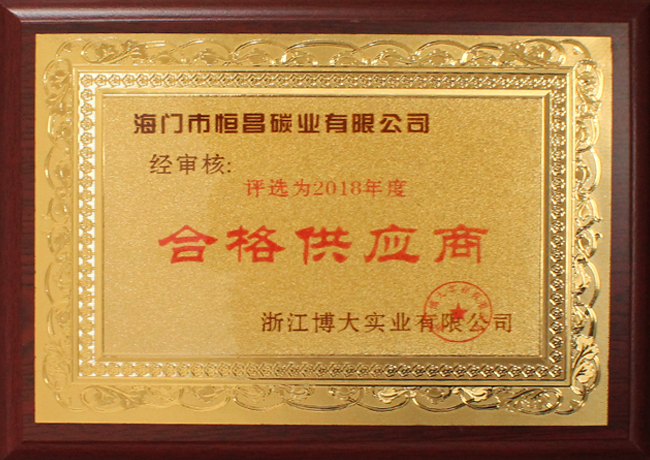 海门市恒昌碳业有限公司
经审核:
评选为2018年度
合格供应商
浙江博大实业有限公司